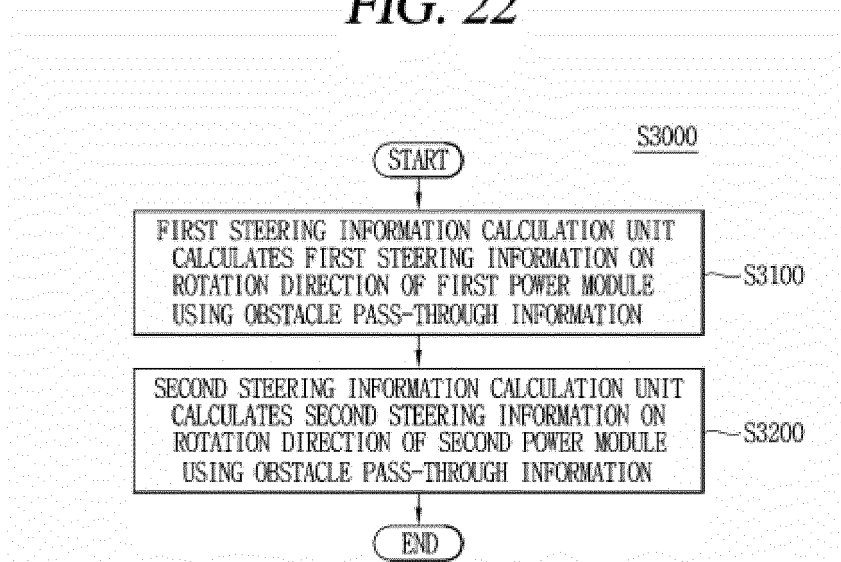 FIG. 22
S3000
START
FIRST STEERING INFORMATION CALCULATION UNIT
CALCULATES FIRST STEERING INFORMATION ON
ROTATION DIRECTION OF FIRST POWER MODULE
USING OBSTACLE PASS-THROUGH INFORMATION
S3100
SECOND STEERING INFORMATION CALCULATION UNIT
CALCULATES SECOND STEERING INFORMATION ON
ROTATION DIRECTION OF SECOND POWER MODULE
USING OBSTACLE PASS-THROUGH INFORMATION
S3200
END